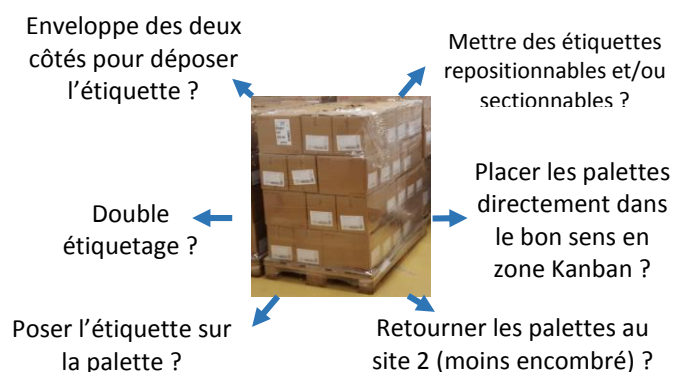 Enveloppe des deux
côtés pour déposer
l'étiquette ?
Mettre des étiquettes
repositionnables et/ou
sectionnables ?
Double
étiquetage ?
Placer les palettes
directement dans
le bon sens en
zone Kanban ?
Poser l'étiquette sur
la palette ?
Retourner les palettes au
site 2 (moins encombré) ?